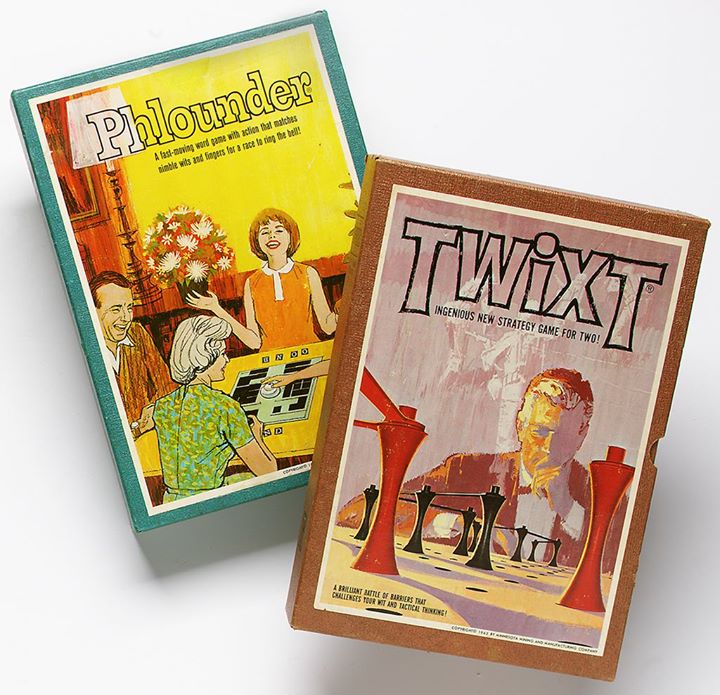 Phlounder®
A fast-moving word game with action that matches
nimble wits and fingers for a race to ring the bell!
COPYRIGHT
TWiXT®
INGENIOUS NEW STRATEGY GAME FOR TWO!
A BRILLIANT BATTLE OF BARRIERS THAT
CHALLENGES YOUR WIT AND TACTICAL THINKING!
COPYRIGHT 1962 BY MINNESOTA MINING AND MANUFACTURING COMPANY